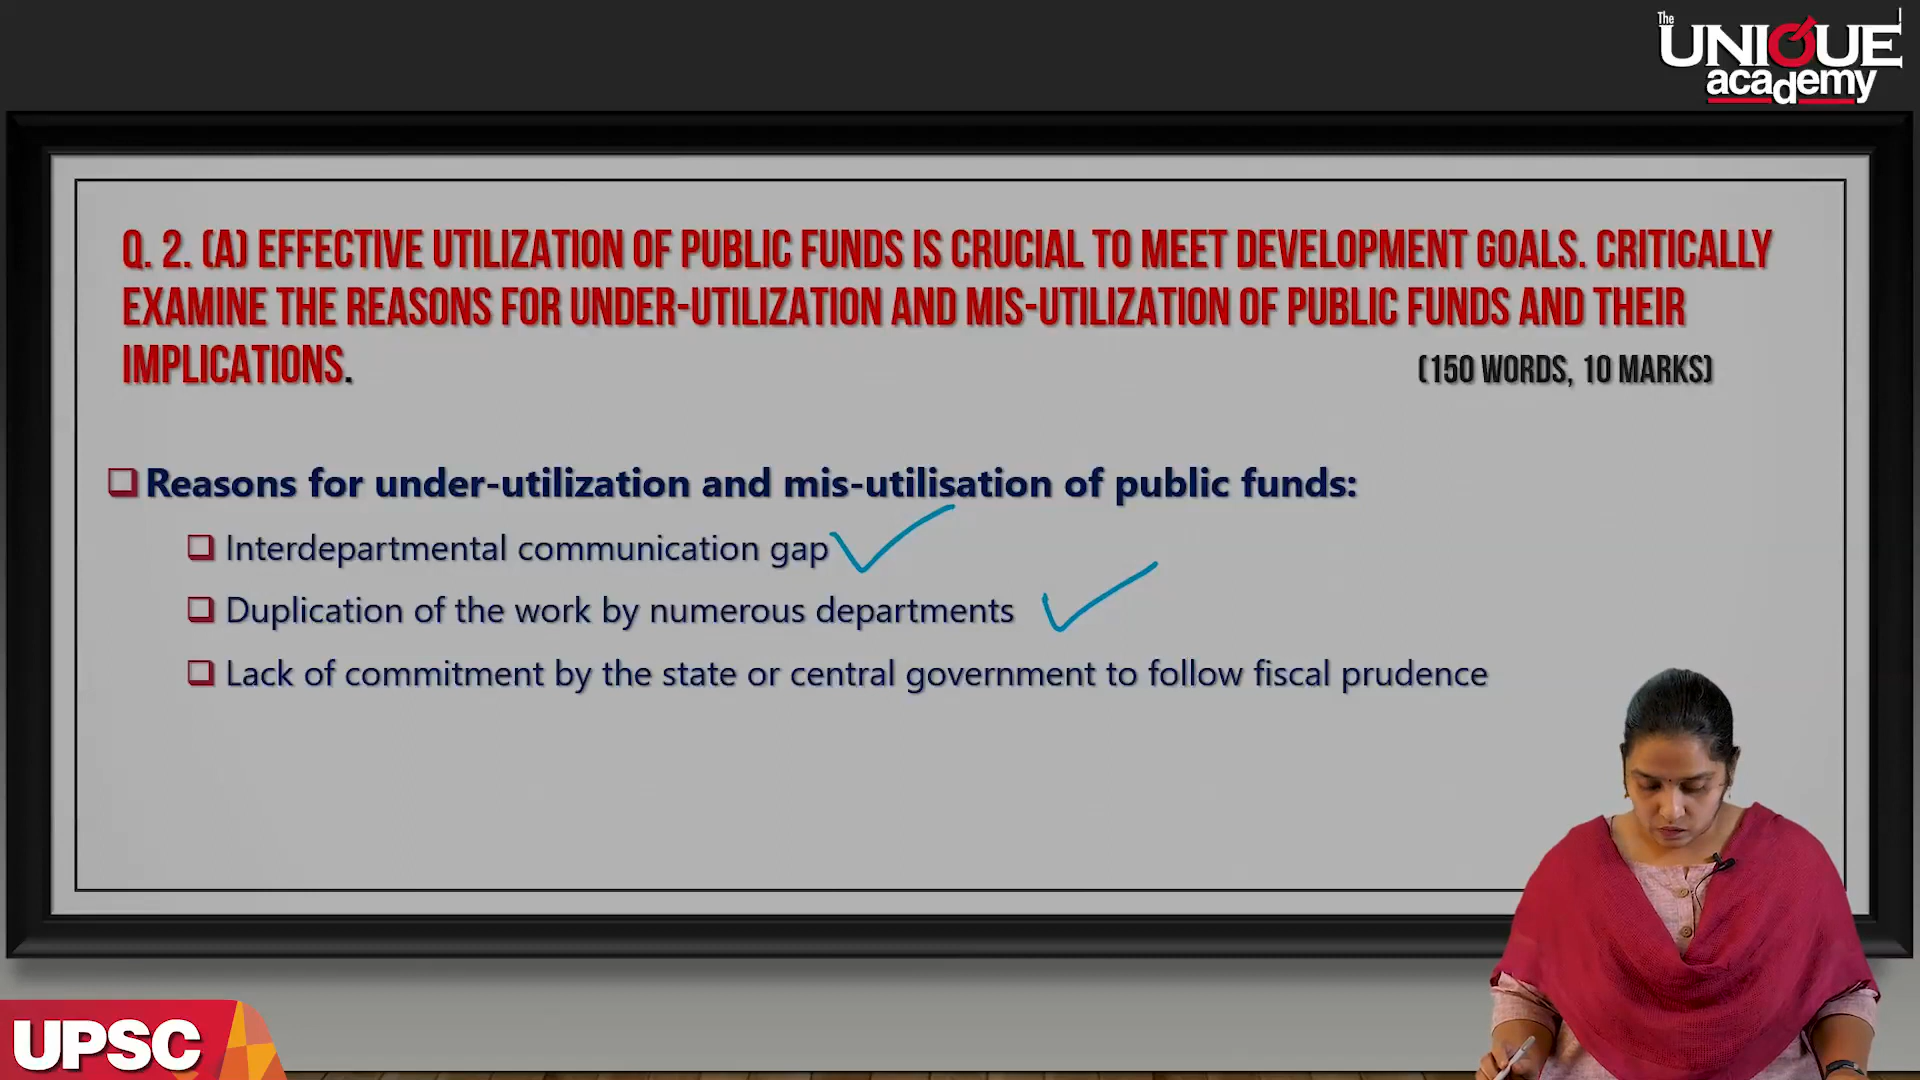 The
UNIQUE
academy
Q. 2. (A) EFFECTIVE UTILIZATION OF PUBLIC FUNDS IS CRUCIAL TO MEET DEVELOPMENT GOALS. CRITICALLY
EXAMINE THE REASONS FOR UNDER-UTILIZATION AND MIS-UTILIZATION OF PUBLIC FUNDS AND THEIR
IMPLICATIONS. (150 WORDS, 10 MARKS)
Reasons for under-utilization and mis-utilisation of public funds:
Interdepartmental communication gap
Duplication of the work by numerous departments
Lack of commitment by the state or central government to follow fiscal prudence
UPSC